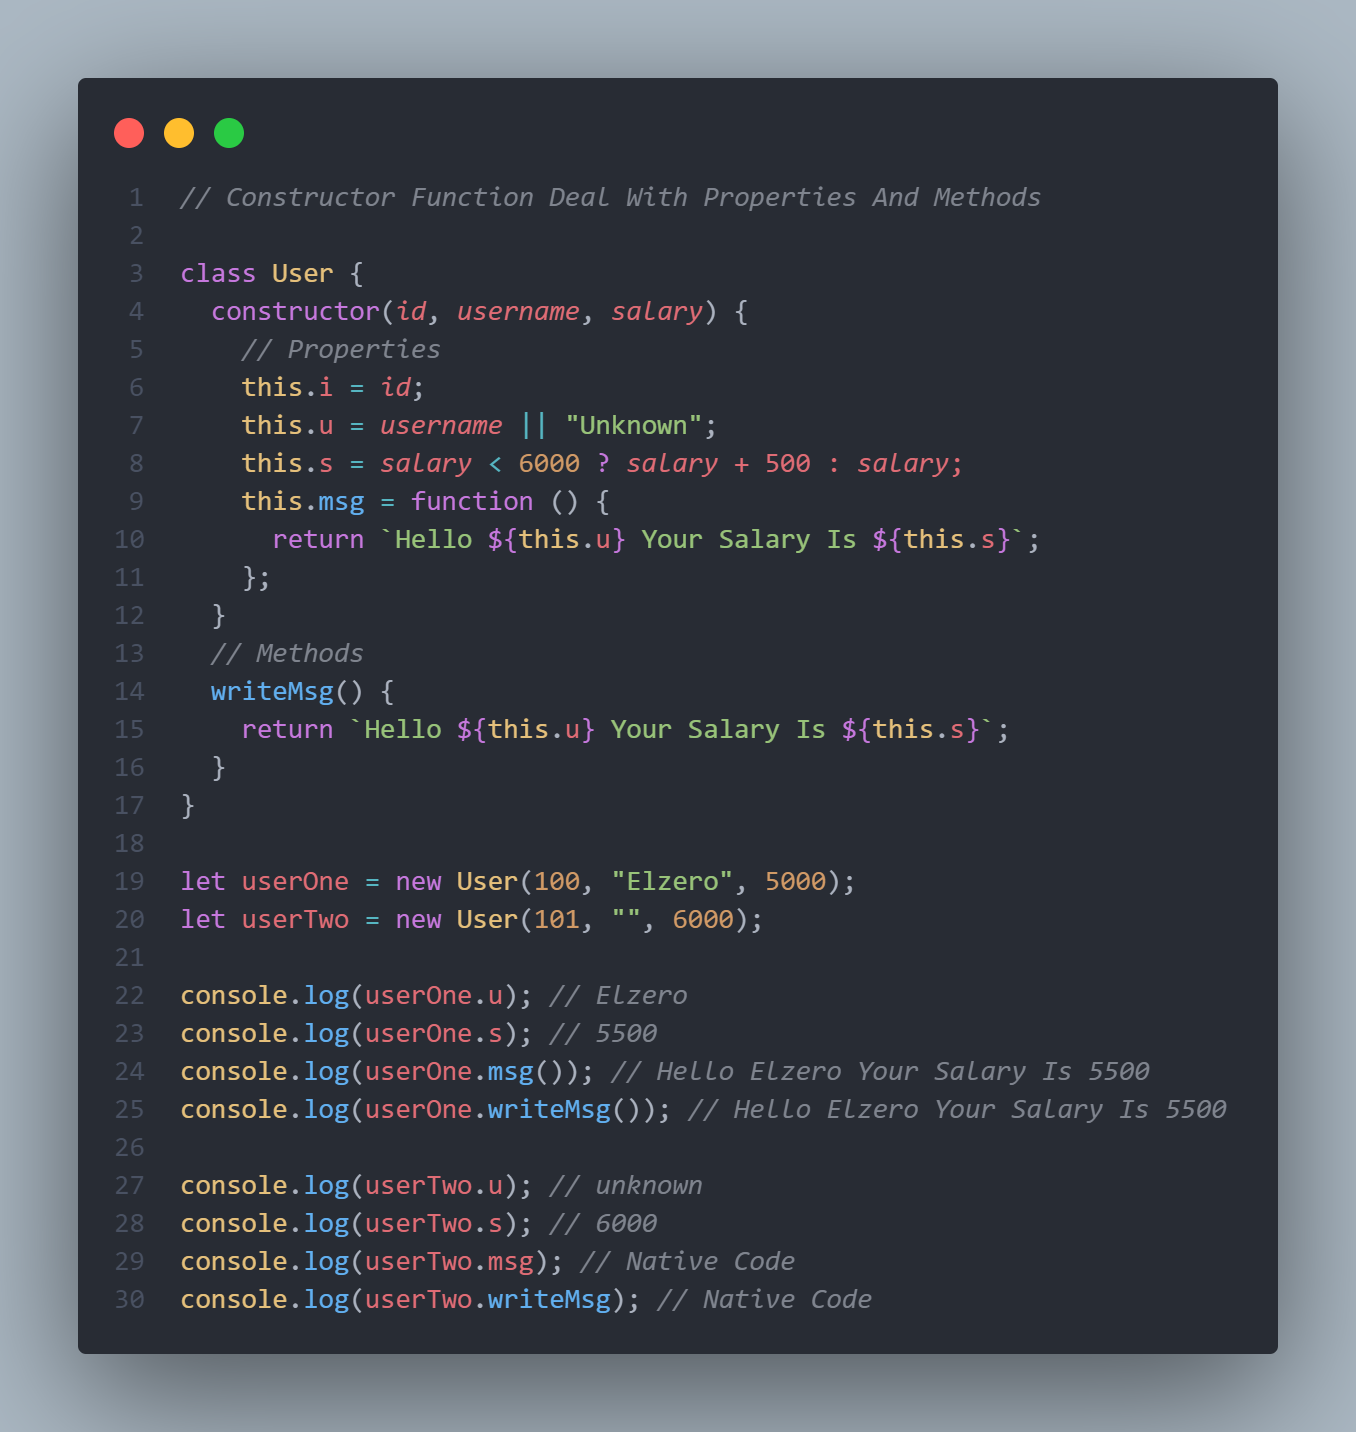 1 // Constructor Function Deal With Properties And Methods
2
3 class User {
4   constructor(id, username, salary) {
5     // Properties
6     this.i = id;
7     this.u = username || "Unknown";
8     this.s = salary < 6000 ? salary + 500 : salary;
9     this.msg = function () {
10       return `Hello ${this.u} Your Salary Is ${this.s}`;
11     };
12   }
13   // Methods
14   writeMsg() {
15     return `Hello ${this.u} Your Salary Is ${this.s}`;
16   }
17 }
18
19 let userOne = new User(100, "Elzero", 5000);
20 let userTwo = new User(101, "", 6000);
21
22 console.log(userOne.u); // Elzero
23 console.log(userOne.s); // 5500
24 console.log(userOne.msg()); // Hello Elzero Your Salary Is 5500
25 console.log(userOne.writeMsg()); // Hello Elzero Your Salary Is 5500
26
27 console.log(userTwo.u); // unknown
28 console.log(userTwo.s); // 6000
29 console.log(userTwo.msg); // Native Code
30 console.log(userTwo.writeMsg); // Native Code